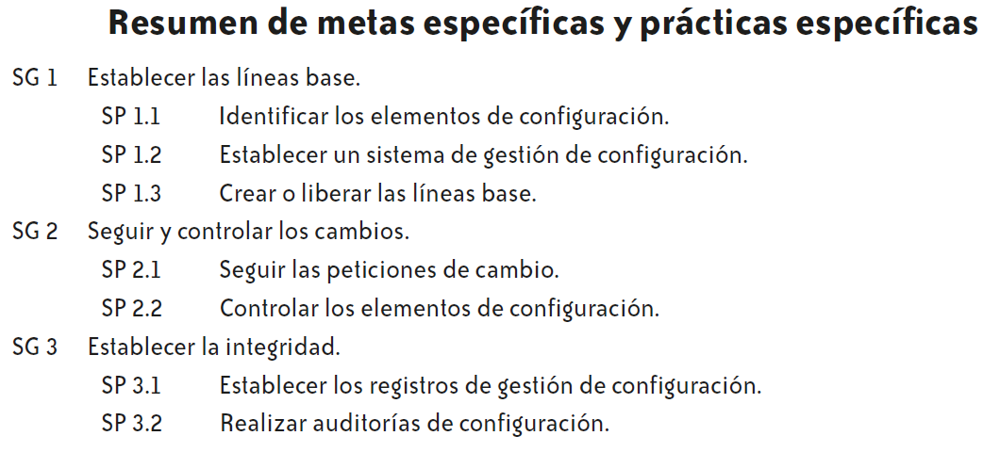 Resumen de metas específicas y prácticas específicas
SG 1 Establecer las líneas base.
SP 1.1 Identificar los elementos de configuración.
SP 1.2 Establecer un sistema de gestión de configuración.
SP 1.3 Crear o liberar las líneas base.
SG 2 Seguir y controlar los cambios.
SP 2.1 Seguir las peticiones de cambio.
SP 2.2 Controlar los elementos de configuración.
SG 3 Establecer la integridad.
SP 3.1 Establecer los registros de gestión de configuración.
SP 3.2 Realizar auditorías de configuración.